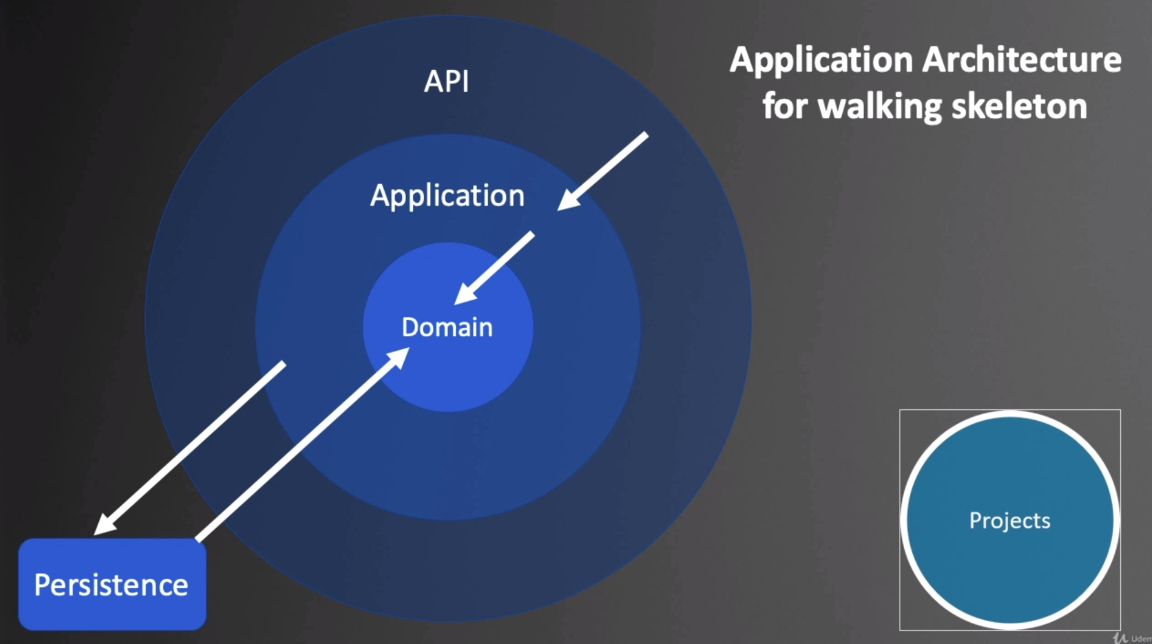 Application Architecture
for walking skeleton
API
Application
Domain
Persistence
Projects